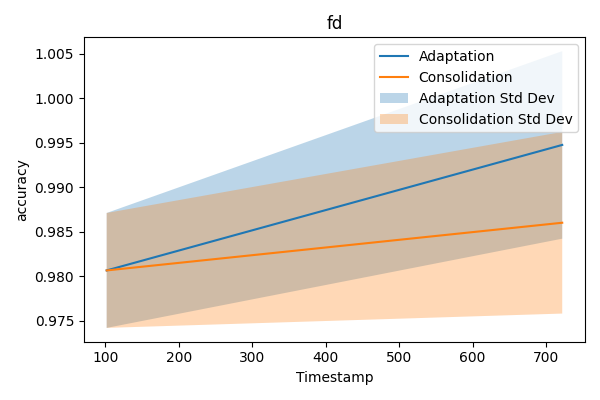 fd
1.005
1.000
0.995
0.990
0.985
0.980
0.975
accuracy
Adaptation
Consolidation
Adaptation Std Dev
Consolidation Std Dev
100 200 300 400 500 600 700
Timestamp